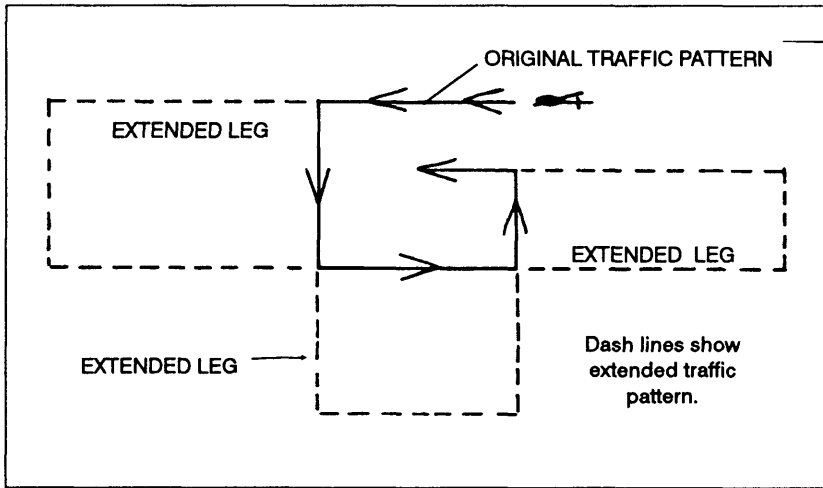 ORIGINAL TRAFFIC PATTERN
EXTENDED LEG
EXTENDED LEG
EXTENDED LEG
Dash lines show
extended traffic
pattern.